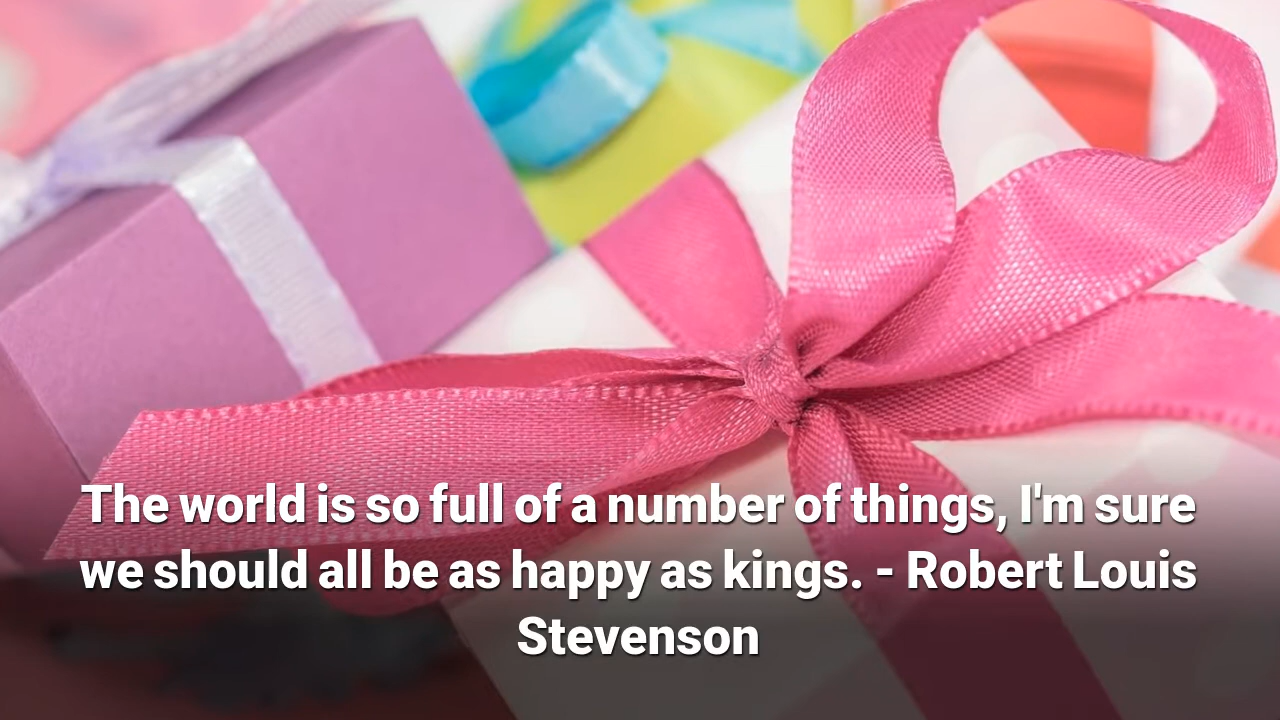 The world is so full of a number of things, I'm sure
we should all be as happy as kings. - Robert Louis
Stevenson